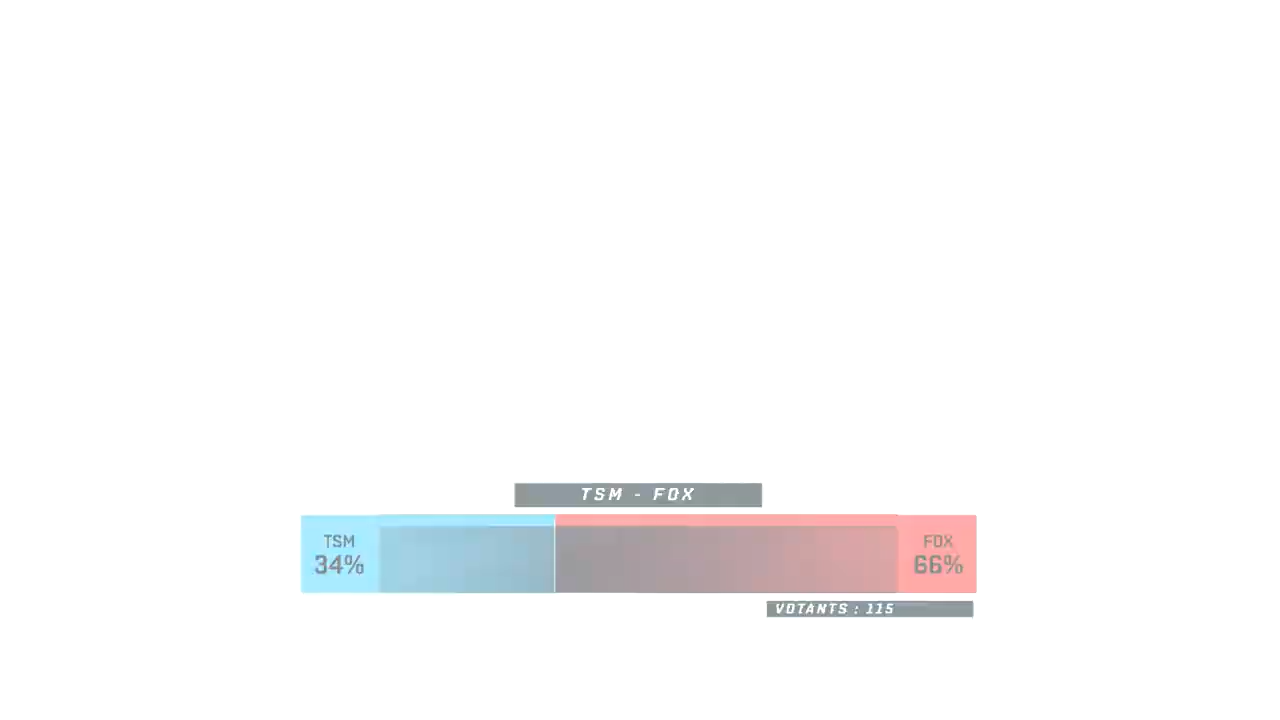 TSM - FOX
TSM
34%
FOX
66%
VOTANTS : 115